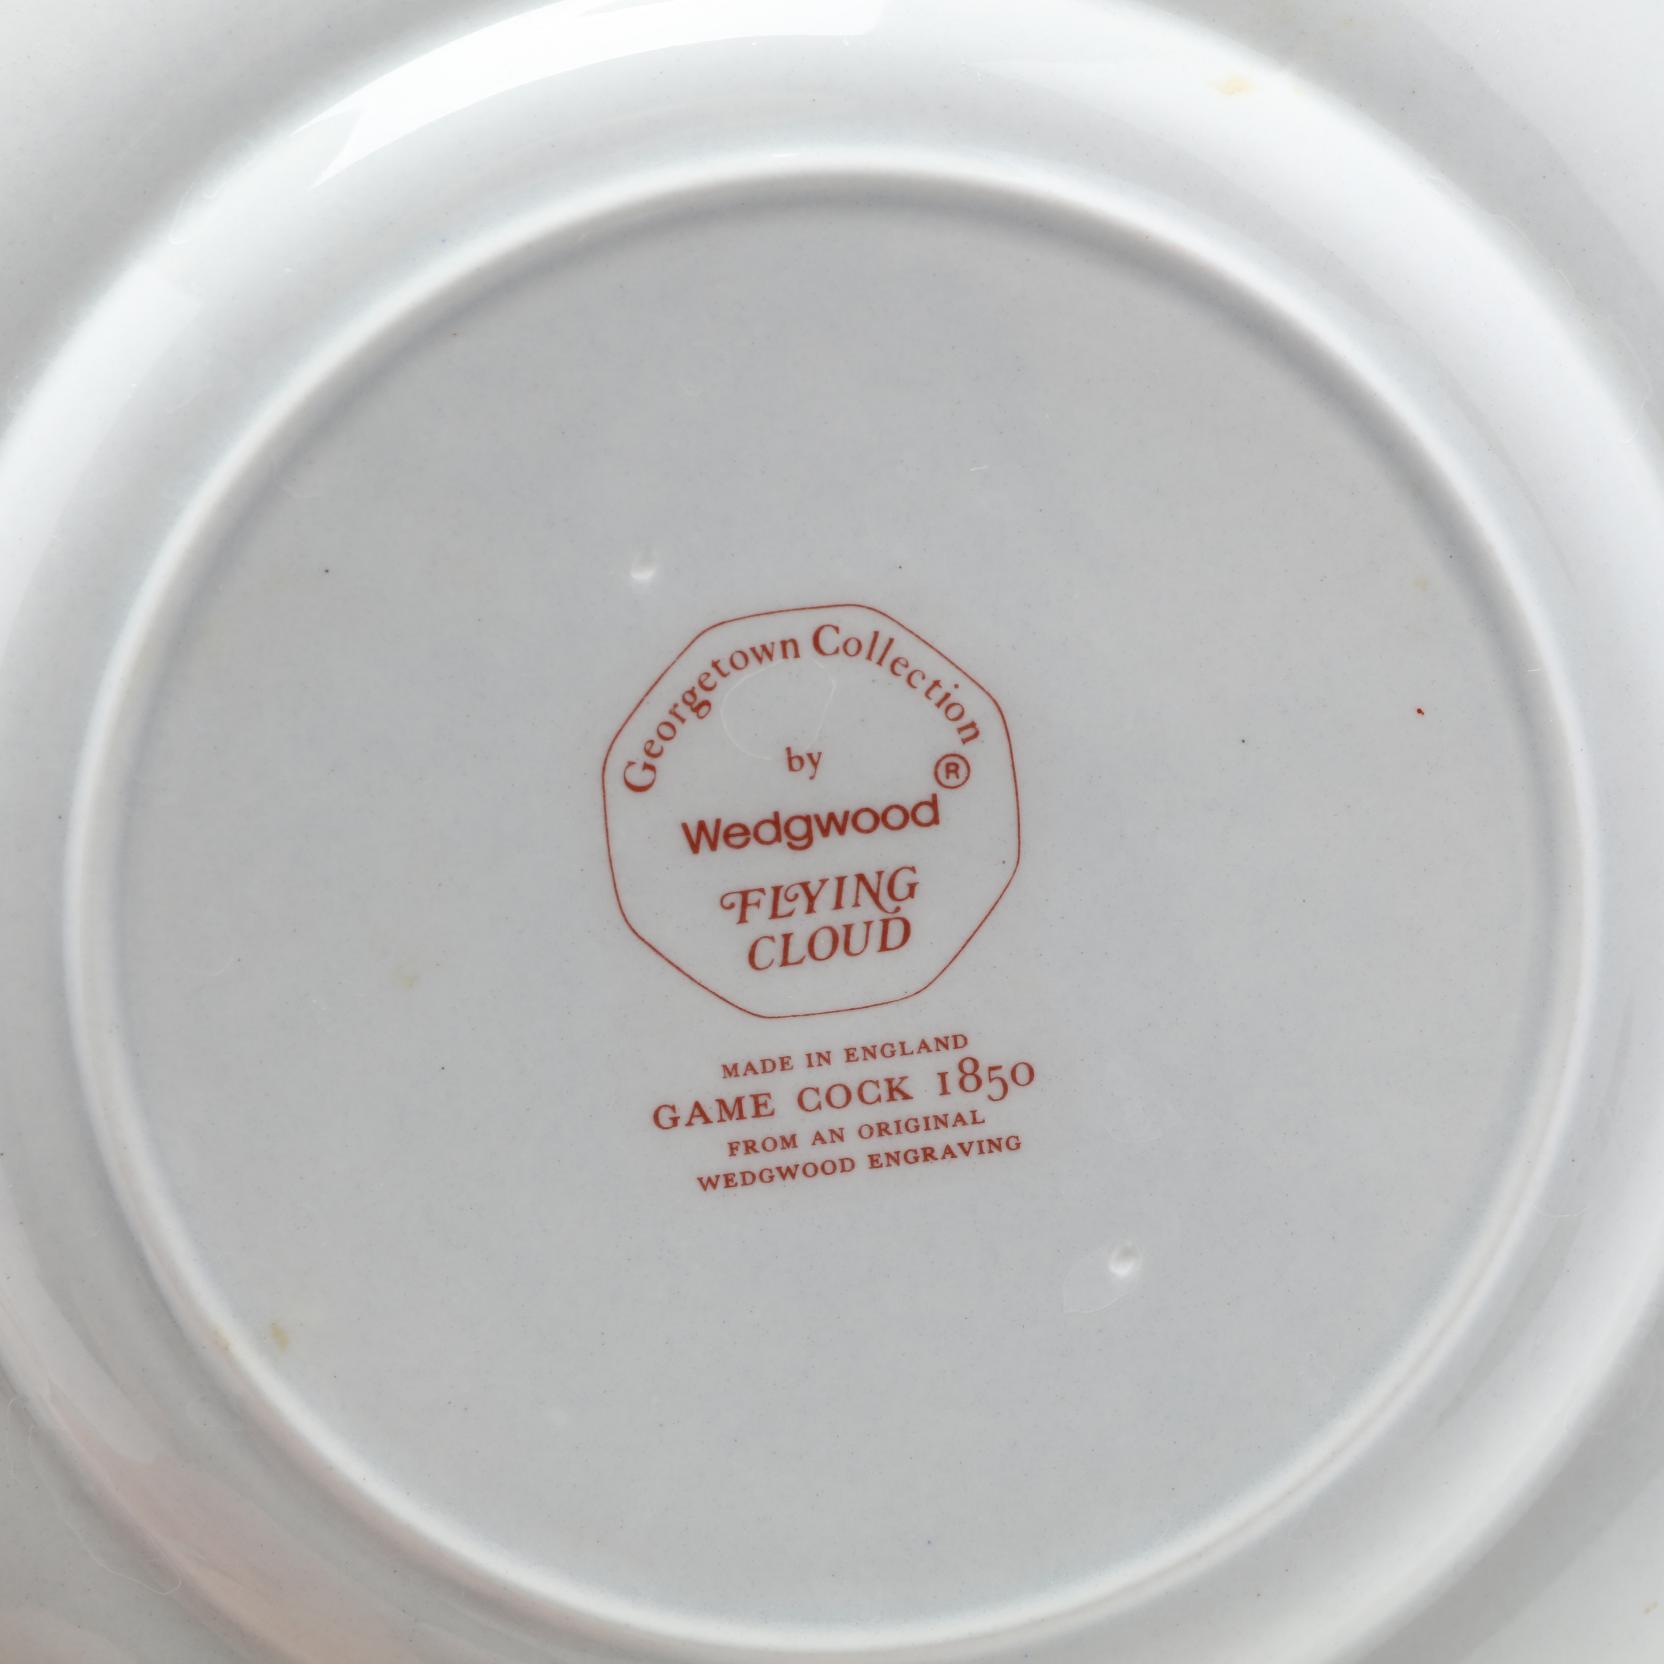 Georgetown Collection
by
Wedgwood ®
FLYING
CLOUD
MADE IN ENGLAND
GAME COCK 1850
FROM AN ORIGINAL
WEDGWOOD ENGRAVING